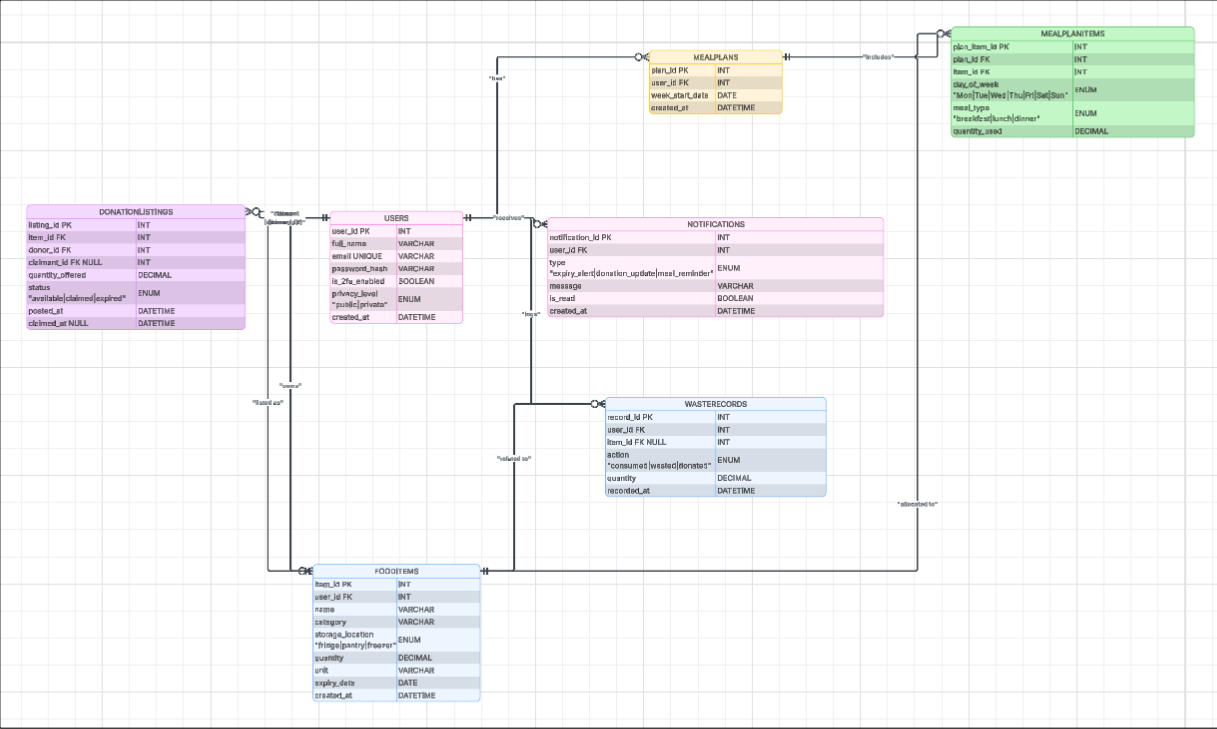 MEALPLANITEMS
plan_item_id PK INT
plan_id FK INT
item_id FK INT
day_of_week
"Mon|Tue|Wed|Thu|Fri|Sat|Sun" ENUM
meal_type
"breakfast|lunch|dinner" ENUM
quantity_used DECIMAL
MEALPLANS
plan_id PK INT
user_id FK INT
week_start_date DATE
created_at DATETIME
"includes"
"has"
DONATIONLISTINGS
listing_id PK INT
item_id FK INT
donor_id FK INT
claimant_id FK NULL INT
quantity_offered DECIMAL
status
"available|claimed|expired" ENUM
posted_at DATETIME
claimed_at NULL DATETIME
USERS
user_id PK INT
full_name VARCHAR
email UNIQUE VARCHAR
password_hash VARCHAR
is_2fa_enabled BOOLEAN
privacy_level
"public|private" ENUM
created_at DATETIME
"receives"
NOTIFICATIONS
notification_id PK INT
user_id FK INT
type
"expiry_alert|donation_update|meal_reminder" ENUM
message VARCHAR
is_read BOOLEAN
created_at DATETIME
"logs"
"owns"
"listed as"
WASTERECORDS
record_id PK INT
user_id FK INT
item_id FK NULL INT
action
"consumed|wasted|donated" ENUM
quantity DECIMAL
recorded_at DATETIME
"related to"
"allocated to"
FOODITEMS
item_id PK INT
user_id FK INT
name VARCHAR
category VARCHAR
storage_location
"fridge|pantry|freezer" ENUM
quantity DECIMAL
unit VARCHAR
expiry_date DATE
created_at DATETIME